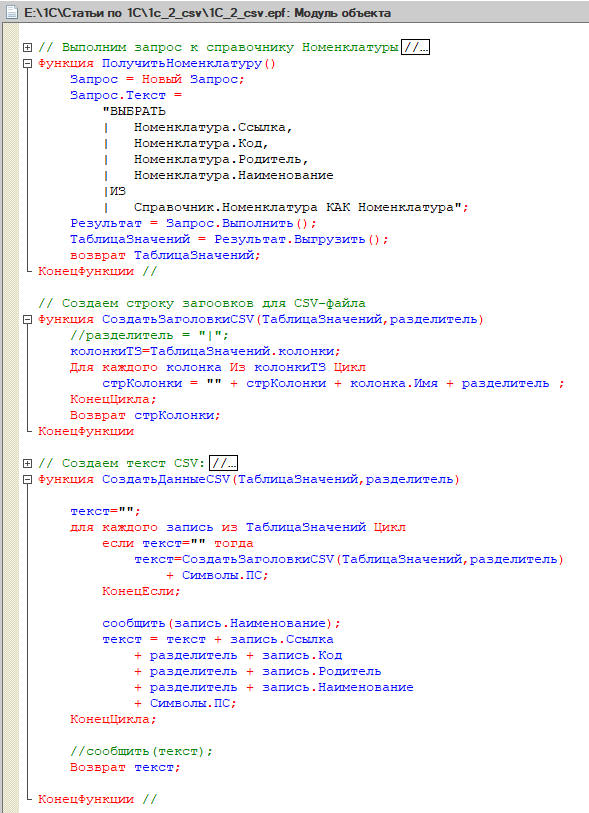 E:\1C\Статьи по 1C\1c_2_csv\1C_2_csv.epf: Модуль объекта
// Выполним запрос к справочнику Номенклатуры //...
Функция ПолучитьНоменклатуру()
Запрос = Новый Запрос;
Запрос.Текст =
"ВЫБРАТЬ
| Номенклатура.Ссылка,
| Номенклатура.Код,
| Номенклатура.Родитель,
| Номенклатура.Наименование
|ИЗ
| Справочник.Номенклатура КАК Номенклатура";
Результат = Запрос.Выполнить();
ТаблицаЗначений = Результат.Выгрузить();
возврат ТаблицаЗначений;
Конецфункции //
// Создаем строку загоовков для CSV-файла
Функция СоздатьЗаголовкиCSV(ТаблицаЗначений,разделитель)
//разделитель = "|";
колонкиТЗ=ТаблицаЗначений.колонки;
Для каждого колонка Из колонкиТЗ Цикл
стрКолонки = "" + стрКолонки + колонка.Имя + разделитель ;
КонецЦикла;
Возврат стрКолонки;
КонецФункции
// Создаем текст CSV: //...
Функция СоздатьДанныеCSV(ТаблицаЗначений,разделитель)
текст="";
для каждого запись из ТаблицаЗначений Цикл
если текст="" тогда
текст=СоздатьЗаголовкиCSV(ТаблицаЗначений,разделитель)
+ Символы.ПС;
КонецЕсли;
сообщить(запись.Наименование);
текст = текст + запись.Ссылка
+ разделитель + запись.Код
+ разделитель + запись.Родитель
+ разделитель + запись.Наименование
+ Символы.ПС;
КонецЦикла;
//сообщить(текст);
Возврат текст;
КонецФункции //